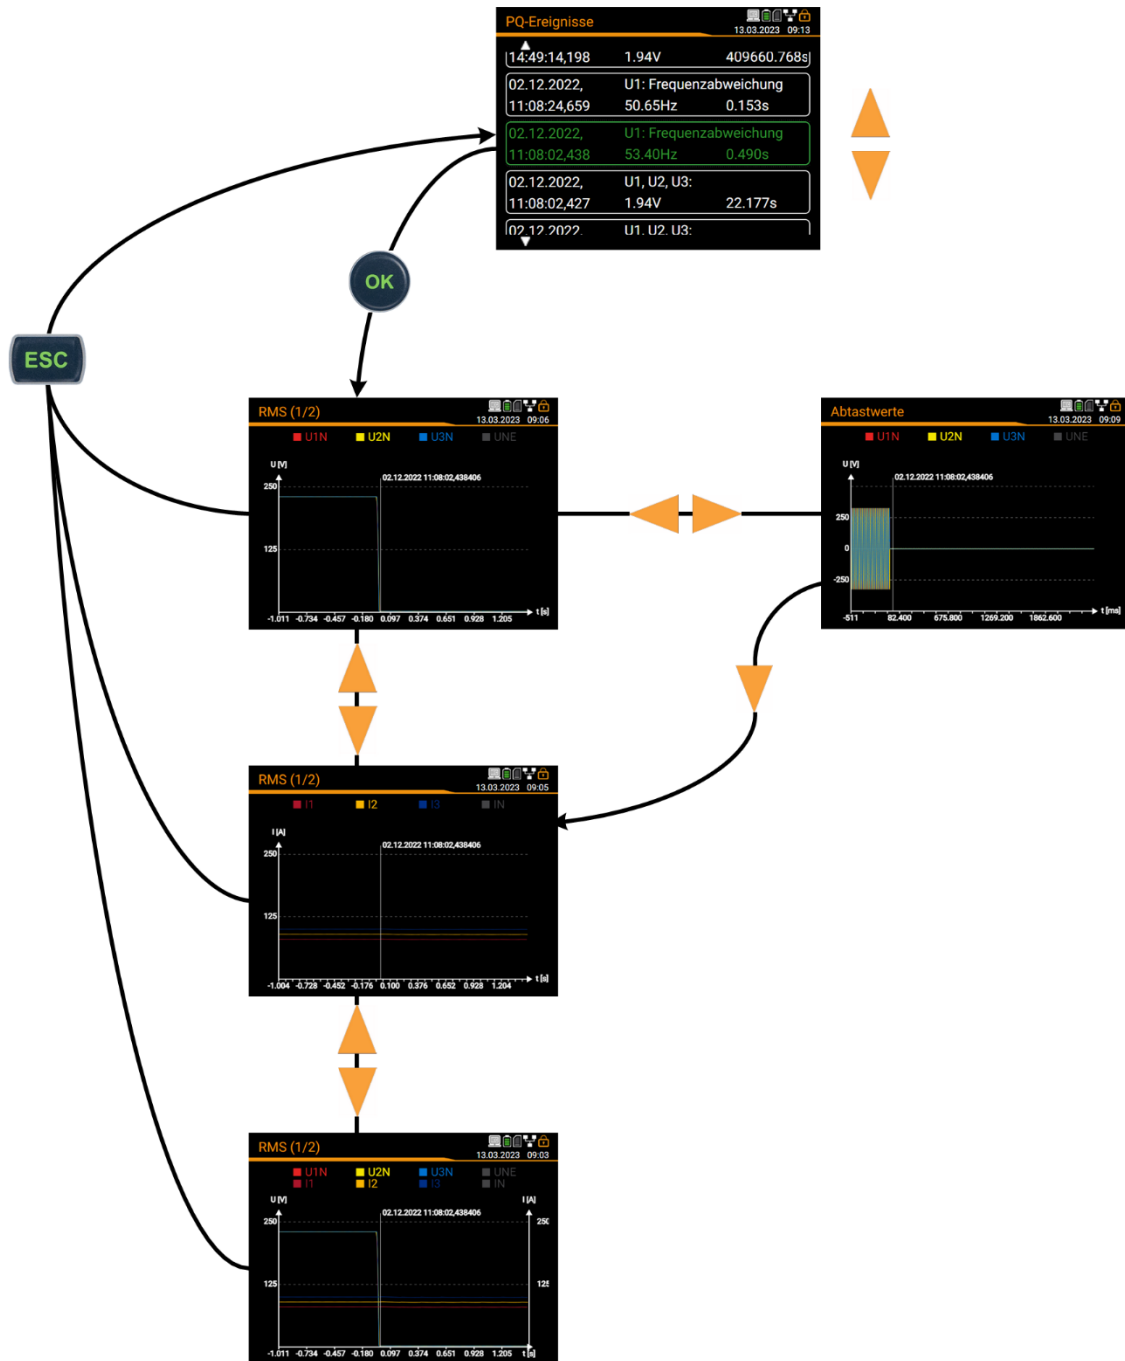 PQ-Ereignisse
13.03.2023 09:13
14:49:14,198 1.94V 409660.768s
02.12.2022, U1: Frequenzabweichung
11:08:24,659 50.65Hz 0.153s
02.12.2022, U1: Frequenzabweichung
11:08:02,438 53.40Hz 0.490s
02.12.2022, U1, U2, U3:
11:08:02,427 1.94V 22.177s
02.12.2022, U1, U2, U3:
OK
ESC
RMS (1/2)
13.03.2023 09:06
U1N U2N U3N UNE
U [V]
02.12.2022 11:08:02,438406
250
125
t [s]
-1.011 -0.734 -0.457 -0.180 0.097 0.374 0.651 0.928 1.205
Abtastwerte
13.03.2023 09:09
U1N U2N U3N UNE
U [V]
02.12.2022 11:08:02,438406
250
0
-250
t [ms]
-511 82.400 675.800 1269.200 1862.600
RMS (1/2)
13.03.2023 09:05
I1 I2 I3 IN
I [A]
02.12.2022 11:08:02,438406
250
125
t [s]
-1.004 -0.728 -0.452 -0.176 0.100 0.376 0.652 0.928 1.204
RMS (1/2)
13.03.2023 09:03
U1N U2N U3N UNE
I1 I2 I3 IN
U [V] I [A]
02.12.2022 11:08:02,438406
250 250
125 125
-1.011 -0.734 -0.457 -0.180 0.097 0.374 0.651 0.928 1.205 t [s]